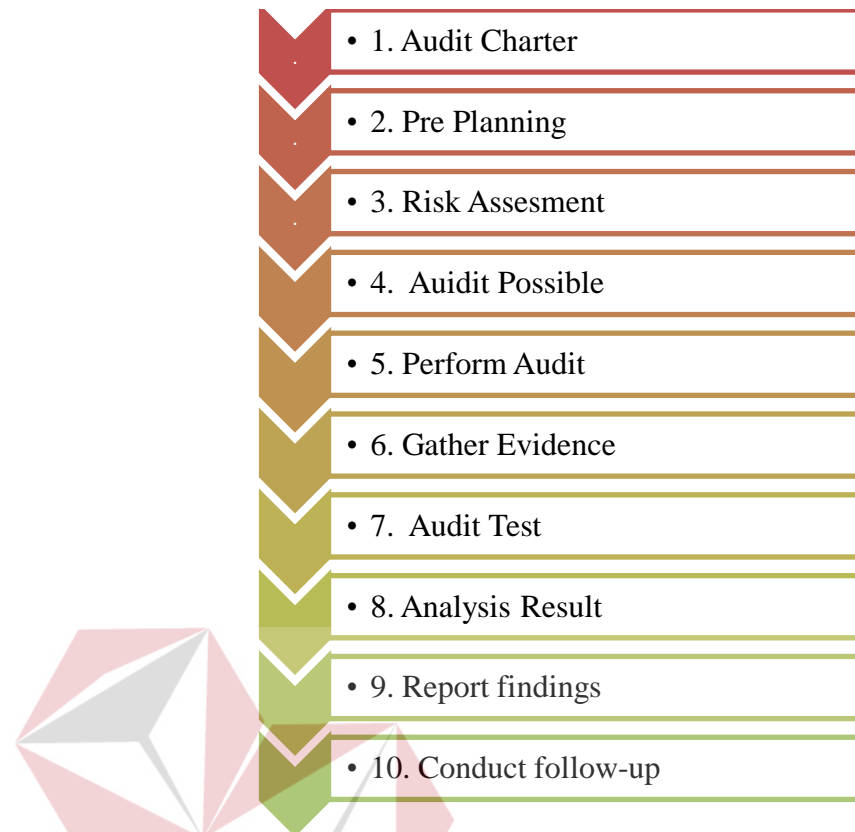 • 1. Audit Charter
• 2. Pre Planning
• 3. Risk Assesment
• 4. Auidit Possible
• 5. Perform Audit
• 6. Gather Evidence
• 7. Audit Test
• 8. Analysis Result
• 9. Report findings
• 10. Conduct follow-up